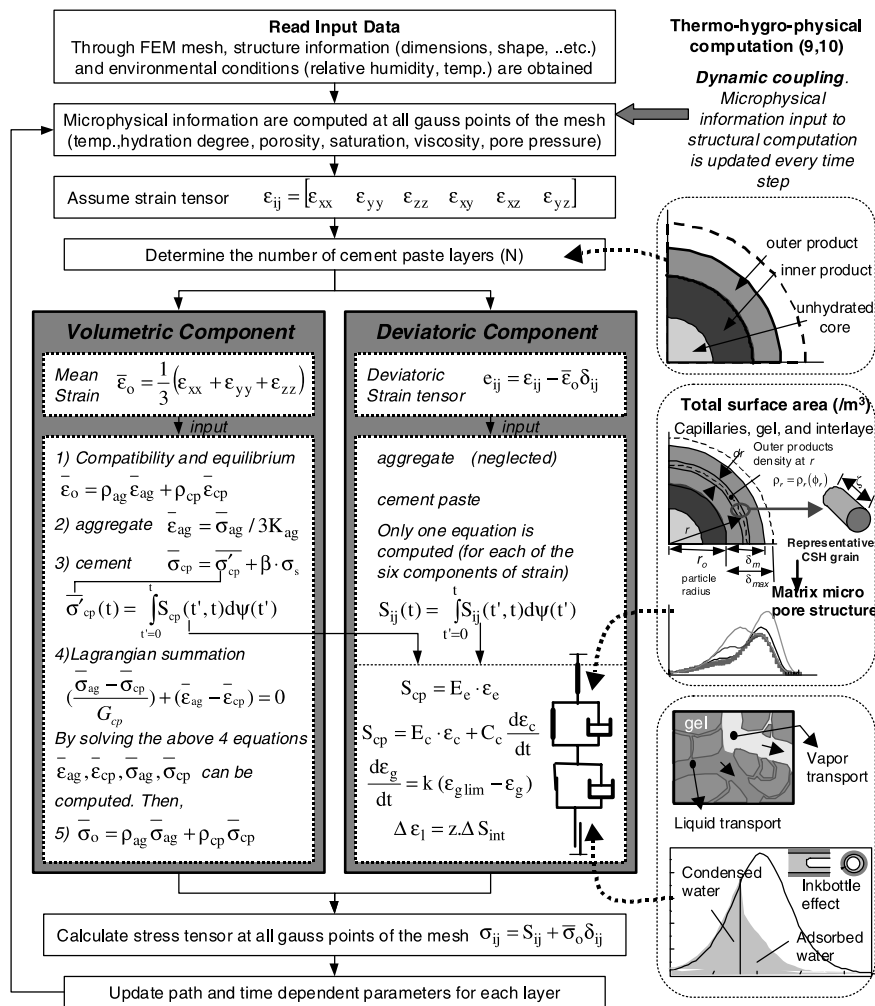 Read Input Data
Through FEM mesh, structure information (dimensions, shape, ..etc.)
and environmental conditions (relative humidity, temp.) are obtained
Microphysical information are computed at all gauss points of the mesh
(temp.,hydration degree, porosity, saturation, viscosity, pore pressure)
Assume strain tensor ε_ij = [ε_xx ε_yy ε_zz ε_xy ε_xz ε_yz]
Determine the number of cement paste layers (N)
Volumetric Component
Mean
Strain
ε̄_o = 1/3 (ε_xx + ε_yy + ε_zz)
input
1) Compatibility and equilibrium
ε̄_o = ρ_ag ε̄_ag + ρ_cp ε̄_cp
2) aggregate ε̄_ag = σ̄_ag / 3K_ag
3) cement σ̄_cp = σ̄'_cp + β · σ_s
σ̄'_cp(t) = ∫_{t'=0}^{t} S_cp(t', t)dψ(t')
4)Lagrangian summation
((σ̄_ag − σ̄_cp)/G_cp) + (ε̄_ag − ε̄_cp) = 0
By solving the above 4 equations
ε̄_ag, ε̄_cp, σ̄_ag, σ̄_cp can be
computed. Then,
5) σ̄_o = ρ_ag σ̄_ag + ρ_cp σ̄_cp
Deviatoric Component
Deviatoric
Strain tensor
e_ij = ε_ij − ε̄_o δ_ij
input
aggregate (neglected)
cement paste
Only one equation is
computed (for each of the
six components of strain)
S_ij(t) = ∫_{t'=0}^{t} S_ij(t', t)dψ(t')
S_cp = E_e · ε_e
S_cp = E_c · ε_c + C_c dε_c/dt
dε_g/dt = k (ε_glim − ε_g)
Δ ε_l = z.Δ S_int
Calculate stress tensor at all gauss points of the mesh σ_ij = S_ij + σ̄_o δ_ij
Update path and time dependent parameters for each layer
Thermo-hygro-physical
computation (9,10)
Dynamic coupling.
Microphysical
information input to
structural computation
is updated every time
step
outer product
inner product
unhydrated
core
Total surface area (/m³)
Capillaries, gel, and interlaye
dr
Outer products
density at r
ρ_r = ρ_r(ϕ_r)
ζ
r
r_o
δ_m
δ_max
particle
radius
Representative
CSH grain
Matrix micro
pore structure
gel
Vapor
transport
Liquid transport
Condensed
water
Inkbottle
effect
Adsorbed
water